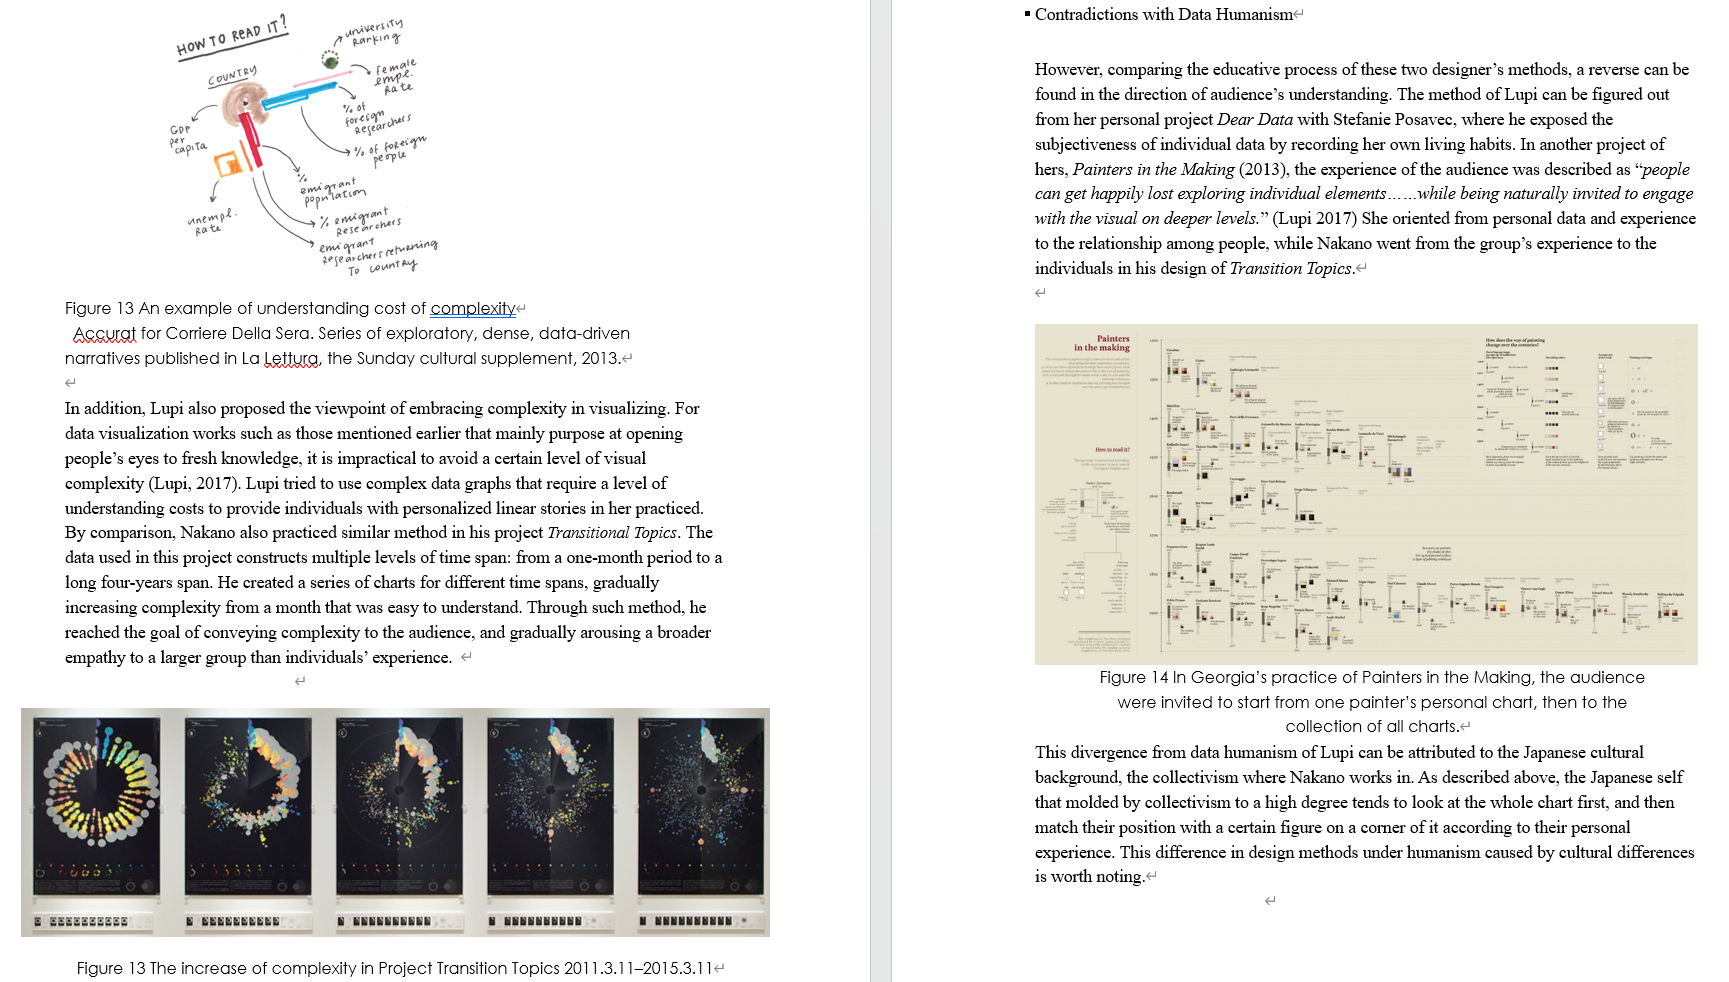 HOW TO READ IT?
university
Ranking
COUNTRY
female
empl.
Rate
% of
foreign
Researchers
GDP
per
capita
% of foreign
people
%
emigrant
population
unempl.
Rate
% emigrant
Researchers
emigrant
researchers returning
To country
Figure 13 An example of understanding cost of complexity
Accurat for Corriere Della Sera. Series of exploratory, dense, data-driven
narratives published in La Lettura, the Sunday cultural supplement, 2013.
In addition, Lupi also proposed the viewpoint of embracing complexity in visualizing. For
data visualization works such as those mentioned earlier that mainly purpose at opening
people's eyes to fresh knowledge, it is impractical to avoid a certain level of visual
complexity (Lupi, 2017). Lupi tried to use complex data graphs that require a level of
understanding costs to provide individuals with personalized linear stories in her practiced.
By comparison, Nakano also practiced similar method in his project Transitional Topics. The
data used in this project constructs multiple levels of time span: from a one-month period to a
long four-years span. He created a series of charts for different time spans, gradually
increasing complexity from a month that was easy to understand. Through such method, he
reached the goal of conveying complexity to the audience, and gradually arousing a broader
empathy to a larger group than individuals' experience.
Figure 13 The increase of complexity in Project Transition Topics 2011.3.11–2015.3.11
▪ Contradictions with Data Humanism
However, comparing the educative process of these two designer's methods, a reverse can be
found in the direction of audience's understanding. The method of Lupi can be figured out
from her personal project Dear Data with Stefanie Posavec, where he exposed the
subjectiveness of individual data by recording her own living habits. In another project of
hers, Painters in the Making (2013), the experience of the audience was described as “people
can get happily lost exploring individual elements……while being naturally invited to engage
with the visual on deeper levels.” (Lupi 2017) She oriented from personal data and experience
to the relationship among people, while Nakano went from the group's experience to the
individuals in his design of Transition Topics.
Painters
in the making
How does the way of painting
change over the centuries?
How to read it?
Figure 14 In Georgia's practice of Painters in the Making, the audience
were invited to start from one painter's personal chart, then to the
collection of all charts.
This divergence from data humanism of Lupi can be attributed to the Japanese cultural
background, the collectivism where Nakano works in. As described above, the Japanese self
that molded by collectivism to a high degree tends to look at the whole chart first, and then
match their position with a certain figure on a corner of it according to their personal
experience. This difference in design methods under humanism caused by cultural differences
is worth noting.